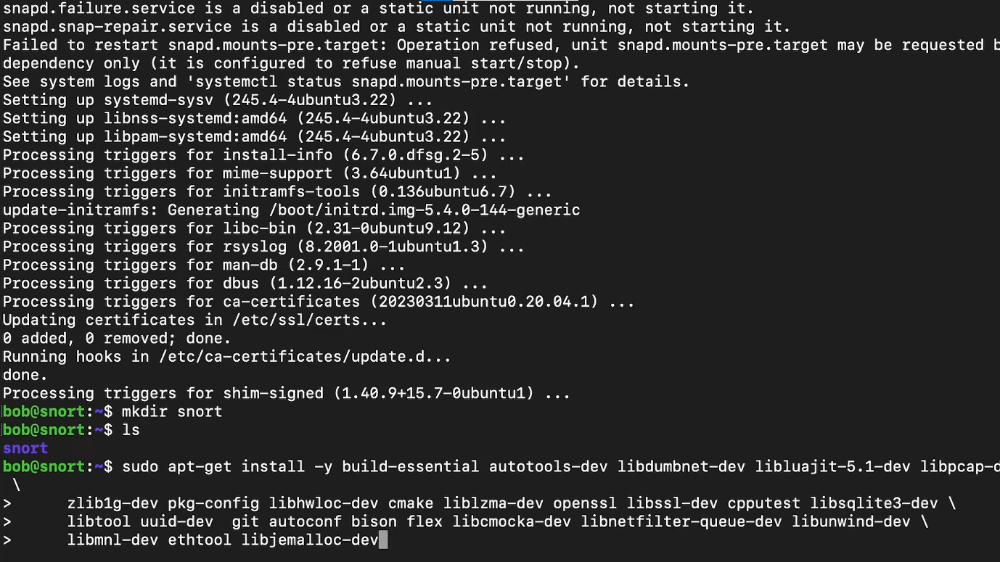 snapd.failure.service is a disabled or a static unit not running, not starting it.
snapd.snap-repair.service is a disabled or a static unit not running, not starting it.
Failed to restart snapd.mounts-pre.target: Operation refused, unit snapd.mounts-pre.target may be requested b
dependency only (it is configured to refuse manual start/stop).
See system logs and 'systemctl status snapd.mounts-pre.target' for details.
Setting up systemd-sysv (245.4-4ubuntu3.22) ...
Setting up libnss-systemd:amd64 (245.4-4ubuntu3.22) ...
Setting up libpam-systemd:amd64 (245.4-4ubuntu3.22) ...
Processing triggers for install-info (6.7.0.dfsg.2-5) ...
Processing triggers for mime-support (3.64ubuntu1) ...
Processing triggers for initramfs-tools (0.136ubuntu6.7) ...
update-initramfs: Generating /boot/initrd.img-5.4.0-144-generic
Processing triggers for libc-bin (2.31-0ubuntu9.12) ...
Processing triggers for rsyslog (8.2001.0-1ubuntu1.3) ...
Processing triggers for man-db (2.9.1-1) ...
Processing triggers for dbus (1.12.16-2ubuntu2.3) ...
Processing triggers for ca-certificates (20230311ubuntu0.20.04.1) ...
Updating certificates in /etc/ssl/certs...
0 added, 0 removed; done.
Running hooks in /etc/ca-certificates/update.d...
done.
Processing triggers for shim-signed (1.40.9+15.7-0ubuntu1) ...
bob@snort:~$ mkdir snort
bob@snort:~$ ls
snort
bob@snort:~$ sudo apt-get install -y build-essential autotools-dev libdumbnet-dev libluajit-5.1-dev libpcap-d
\
> zlib1g-dev pkg-config libhwloc-dev cmake liblzma-dev openssl libssl-dev cpputest libsqlite3-dev \
> libtool uuid-dev  git autoconf bison flex libcmocka-dev libnetfilter-queue-dev libunwind-dev \
> libmnl-dev ethtool libjemalloc-dev